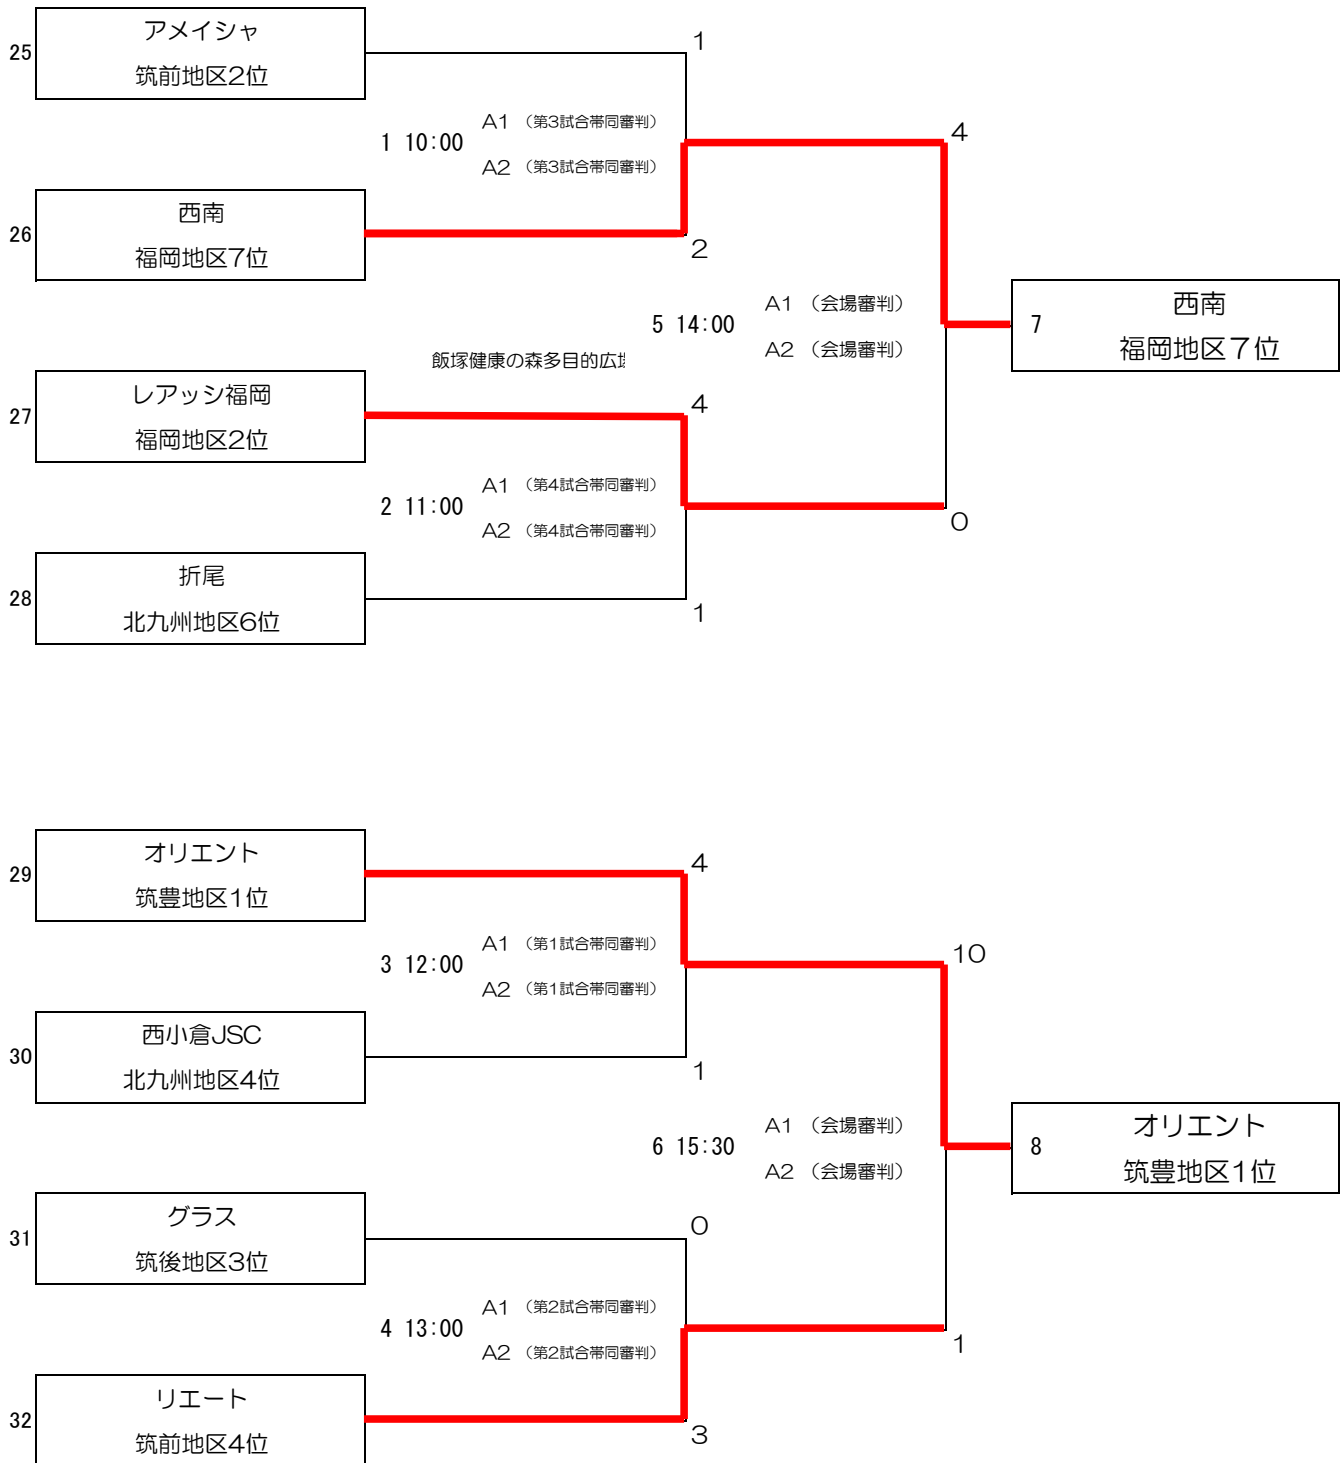 25
アメイシャ
筑前地区2位
1
1 10:00
A1 （第3試合帯同審判）
A2 （第3試合帯同審判）
4
26
西南
福岡地区7位
2
5 14:00
A1 （会場審判）
A2 （会場審判）
7
西南
福岡地区７位
飯塚健康の森多目的広
27
レアッシ福岡
福岡地区2位
4
2 11:00
A1 （第4試合帯同審判）
A2 （第4試合帯同審判）
0
28
折尾
北九州地区6位
1
29
オリエント
筑豊地区1位
4
3 12:00
A1 （第1試合帯同審判）
A2 （第1試合帯同審判）
10
30
西小倉JSC
北九州地区4位
1
6 15:30
A1 （会場審判）
A2 （会場審判）
8
オリエント
筑豊地区1位
31
グラス
筑後地区3位
0
4 13:00
A1 （第2試合帯同審判）
A2 （第2試合帯同審判）
1
32
リエート
筑前地区4位
3